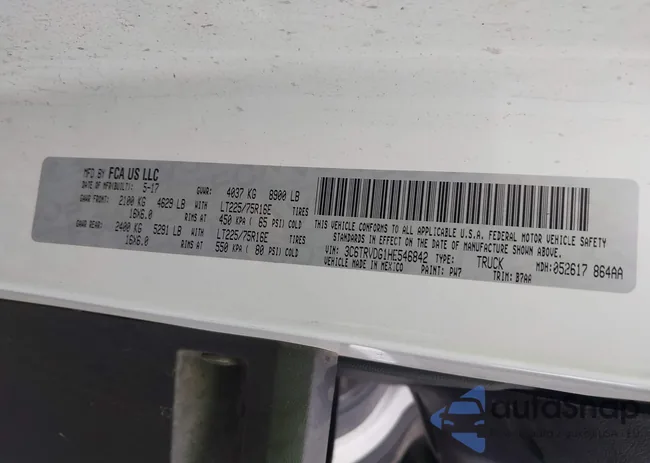 MFD. BY FCA US LLC
DATE OF MFR(BUILT): 5-17 GVWR: 4037 KG 8900 LB
GAWR FRONT: 2100 KG 4629 LB WITH LT225/75R16E TIRES
16X6.0 RIMS AT 450 KPA ( 65 PSI) COLD
GAWR REAR: 2400 KG 5291 LB WITH LT225/75R16E TIRES
16X6.0 RIMS AT 550 KPA ( 80 PSI) COLD
THIS VEHICLE CONFORMS TO ALL APPLICABLE U.S.A. FEDERAL MOTOR VEHICLE SAFETY
STANDARDS IN EFFECT ON THE DATE OF MANUFACTURE SHOWN ABOVE.
VIN: 3C6TRVDG1HE546842 TYPE: TRUCK MDH: 052617 864AA
VEHICLE MADE IN MEXICO PAINT: PW7 TRIM: B7AA
autoSnap